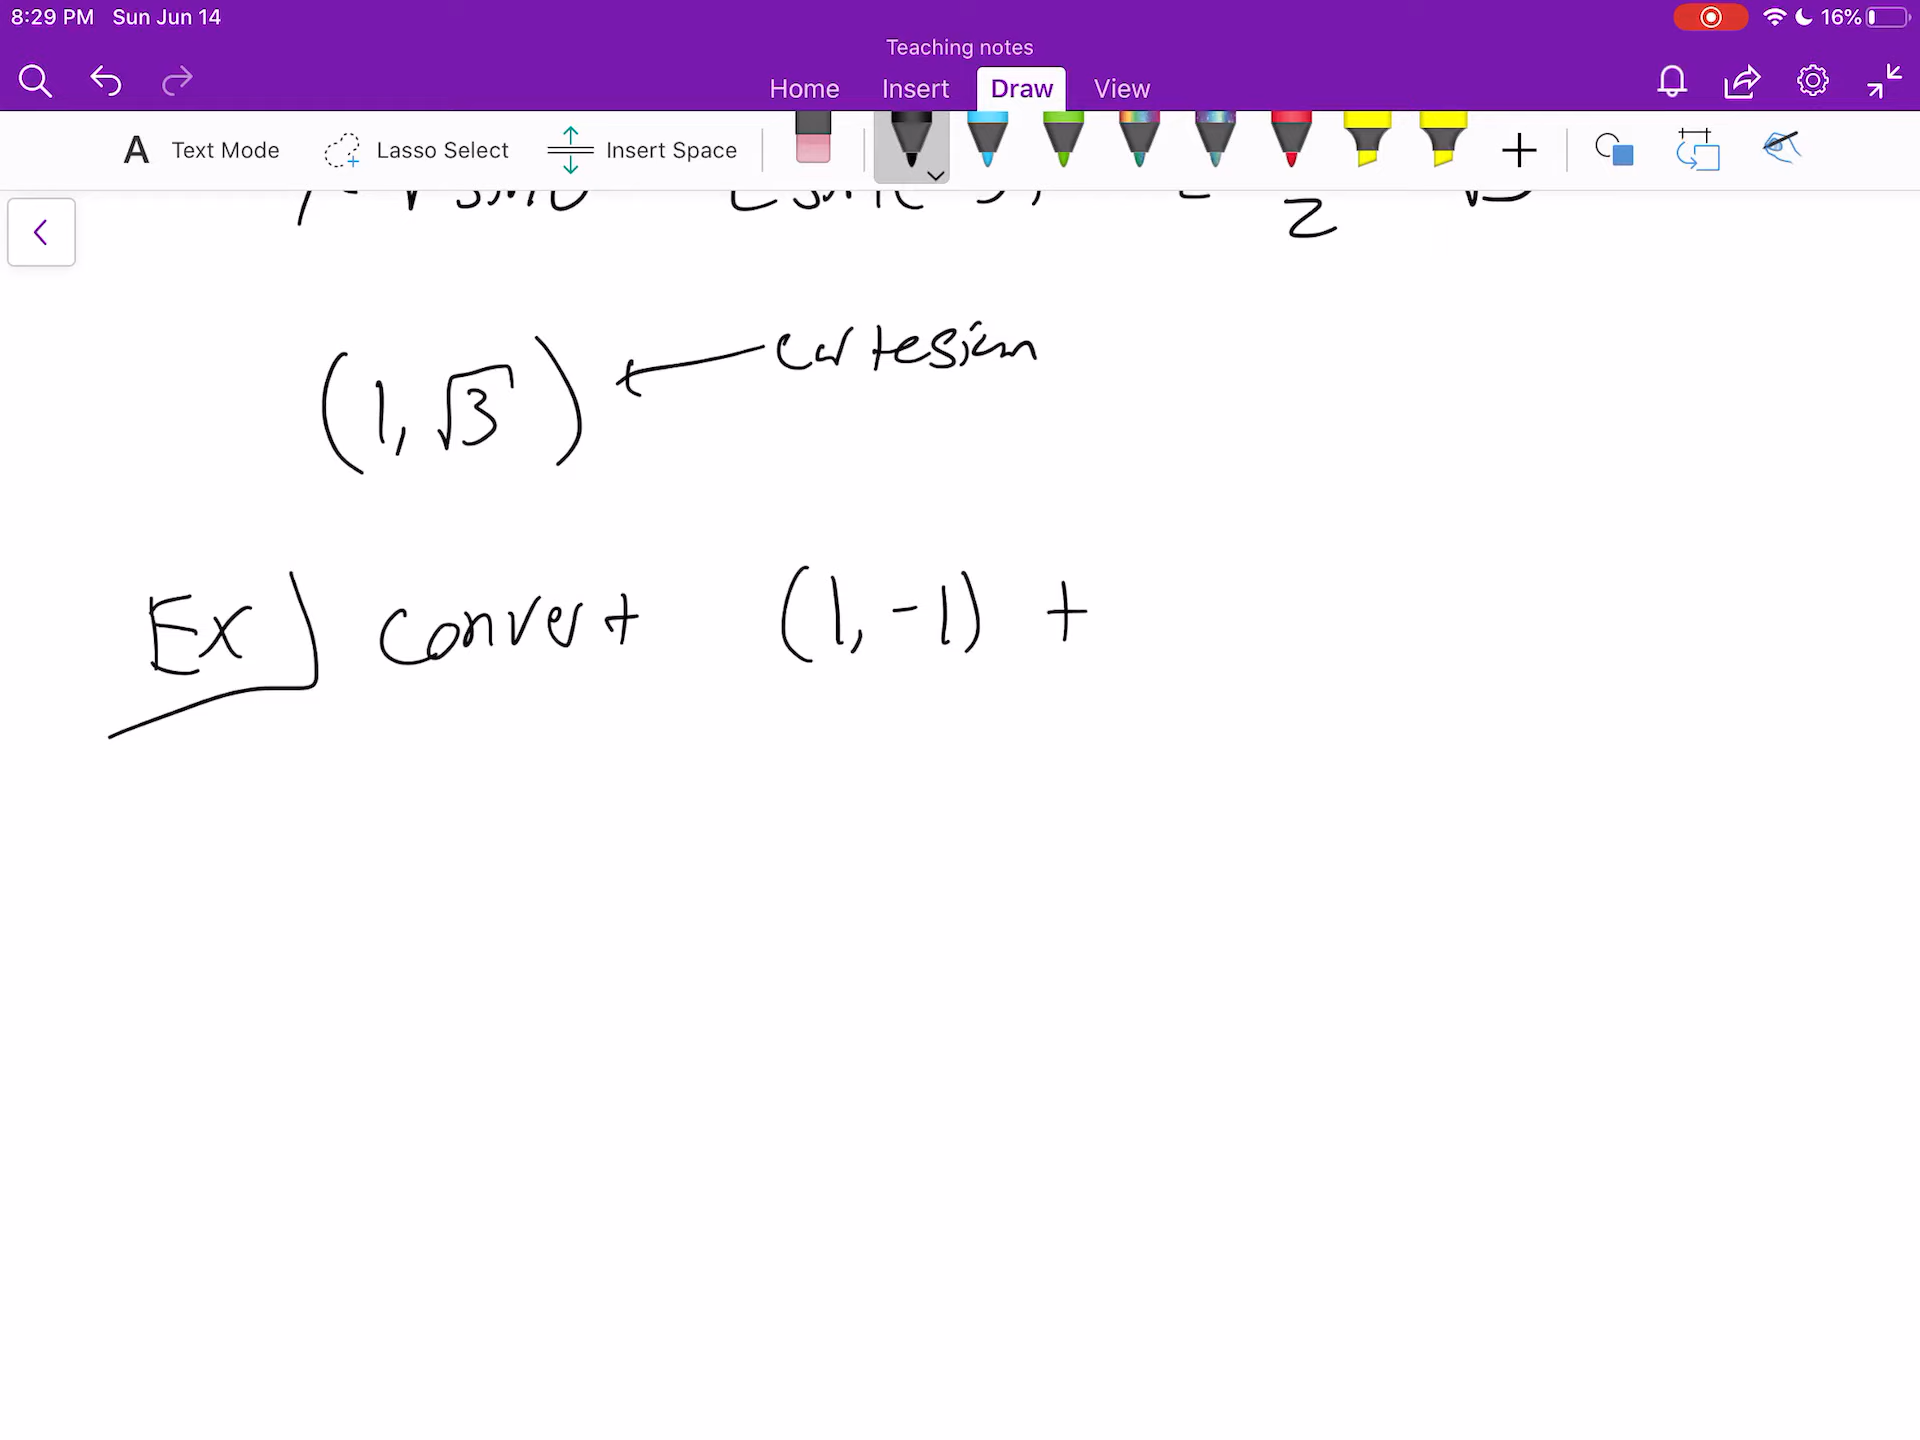 8:29 PM Sun Jun 14
16%
Teaching notes
Home Insert Draw View
A Text Mode Lasso Select Insert Space
2
(1, √3) ← cartesian
Ex) convert (1, -1) t